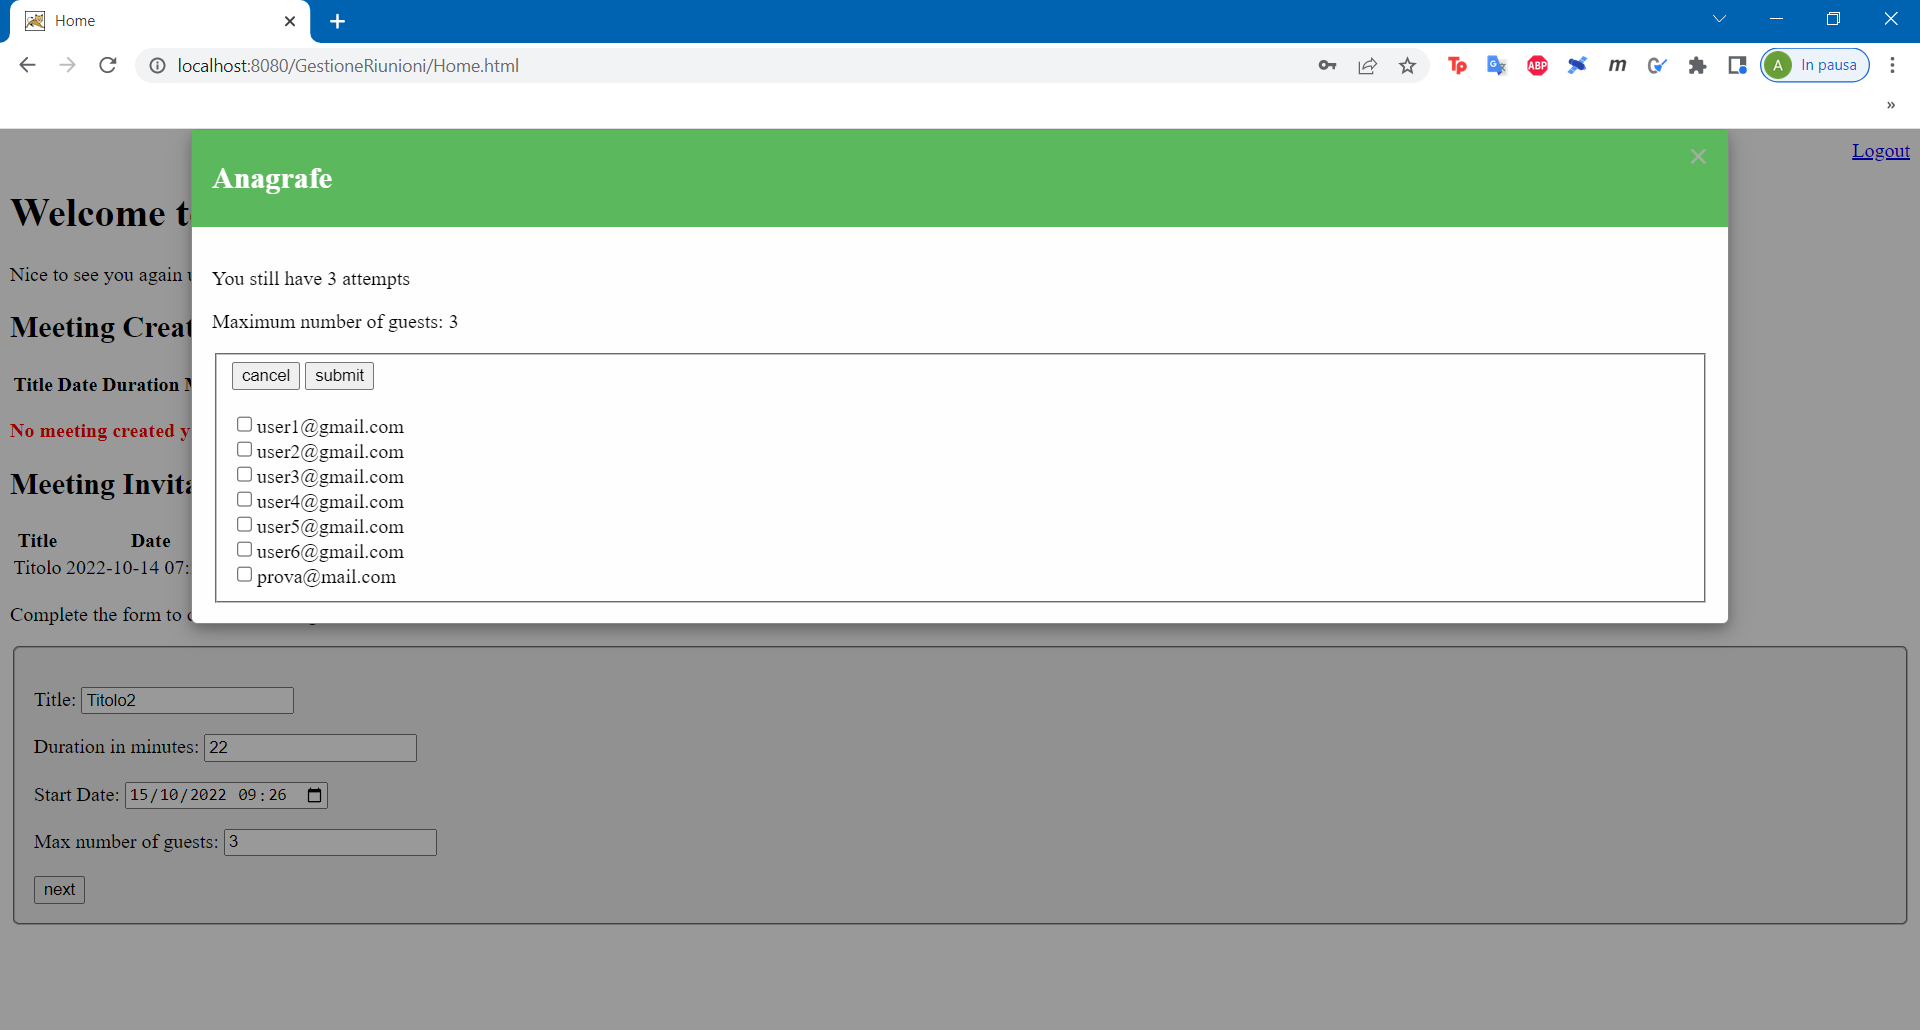 Home
localhost:8080/GestioneRiunioni/Home.html
Tp
ABP
m
A In pausa
»
Logout
Anagrafe
Welcome
Nice to see you again
You still have 3 attempts
Meeting
Maximum number of guests: 3
Title Date Duration
cancel submit
No meeting created
user1@gmail.com
user2@gmail.com
user3@gmail.com
Meeting
user4@gmail.com
user5@gmail.com
Title Date
user6@gmail.com
Titolo 2022-10-14 07:
prova@mail.com
Complete the form to
Title: Titolo2
Duration in minutes: 22
Start Date: 15/10/2022 09:26
Max number of guests: 3
next